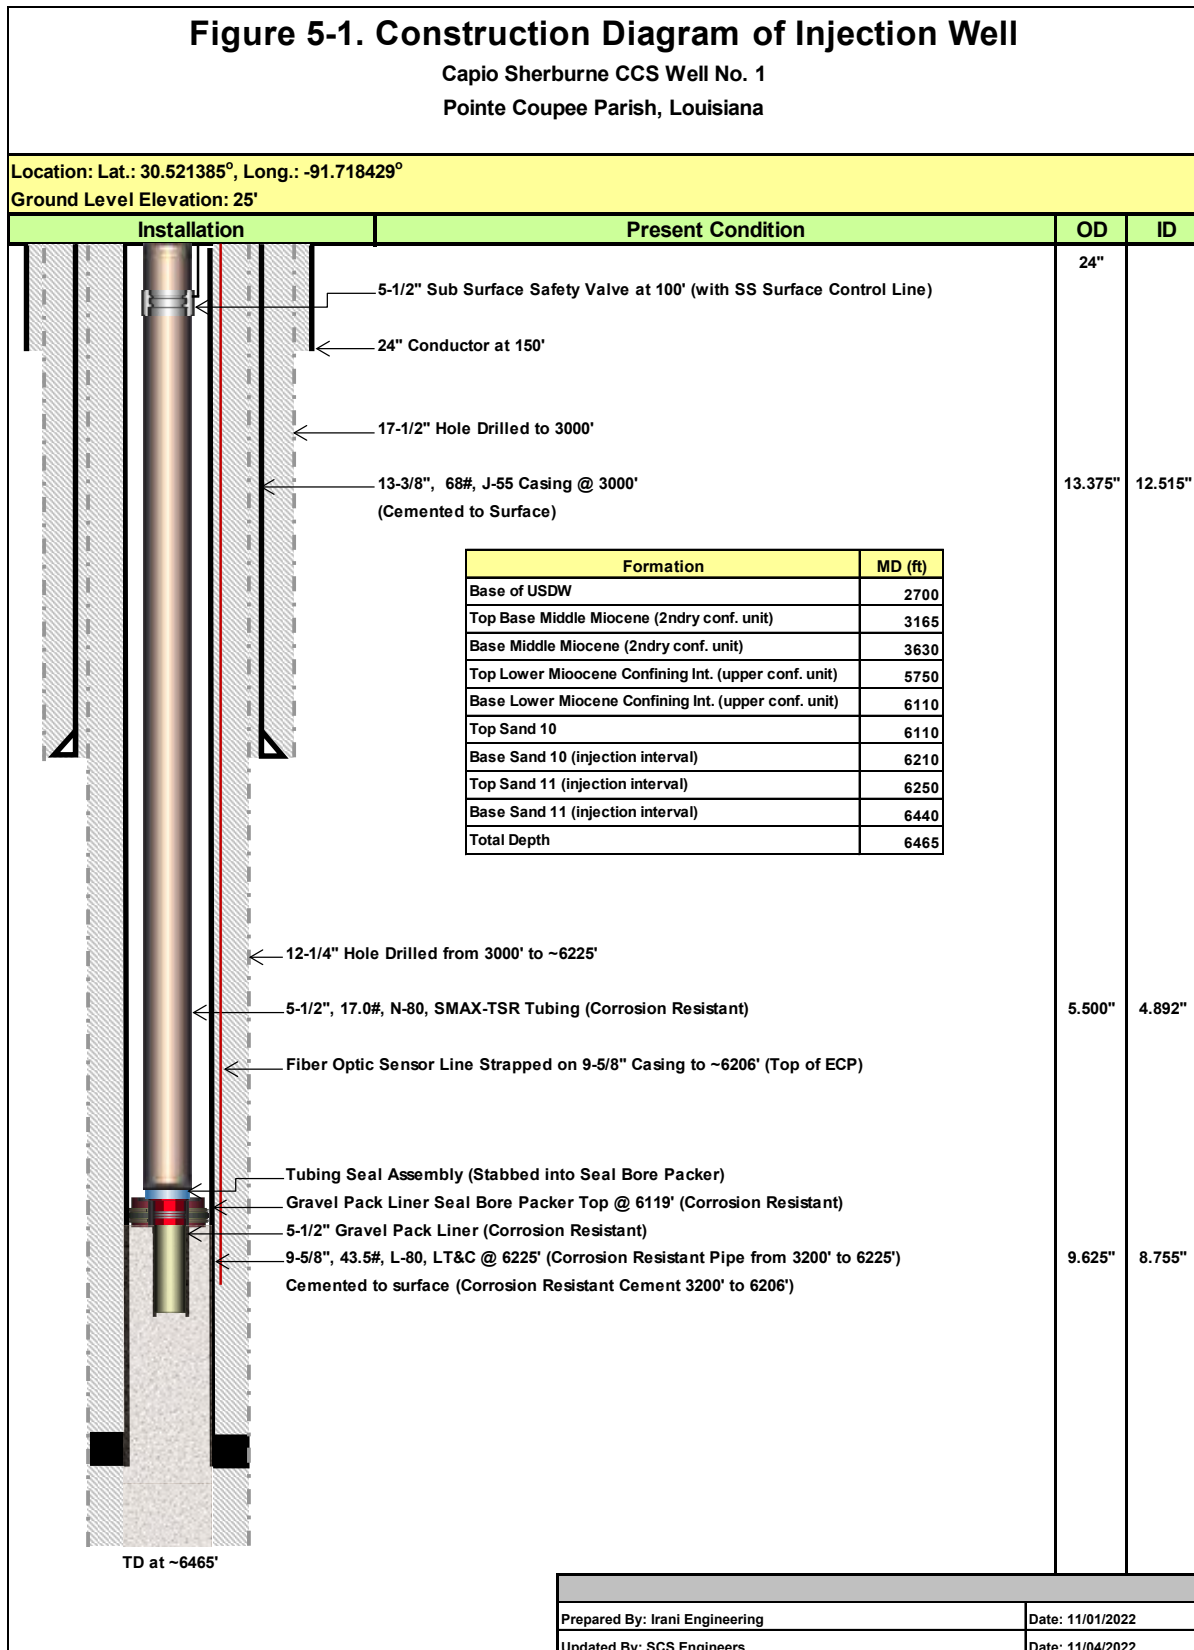 Figure 5-1. Construction Diagram of Injection Well
Capio Sherburne CCS Well No. 1
Pointe Coupee Parish, Louisiana
Location: Lat.: 30.521385°, Long.: -91.718429°
Ground Level Elevation: 25'
Installation Present Condition OD ID
24"
5-1/2" Sub Surface Safety Valve at 100' (with SS Surface Control Line)
24" Conductor at 150'
17-1/2" Hole Drilled to 3000'
13-3/8",  68#, J-55 Casing @ 3000' 13.375" 12.515"
(Cemented to Surface)
Formation MD (ft)
Base of USDW 2700
Top Base Middle Miocene (2ndry conf. unit) 3165
Base Middle Miocene (2ndry conf. unit) 3630
Top Lower Mioocene Confining Int. (upper conf. unit) 5750
Base Lower Miocene Confining Int. (upper conf. unit) 6110
Top Sand 10 6110
Base Sand 10 (injection interval) 6210
Top Sand 11 (injection interval) 6250
Base Sand 11 (injection interval) 6440
Total Depth 6465
12-1/4" Hole Drilled from 3000' to ~6225'
5-1/2", 17.0#, N-80, SMAX-TSR Tubing (Corrosion Resistant) 5.500" 4.892"
Fiber Optic Sensor Line Strapped on 9-5/8" Casing to ~6206' (Top of ECP)
Tubing Seal Assembly (Stabbed into Seal Bore Packer)
Gravel Pack Liner Seal Bore Packer Top @ 6119' (Corrosion Resistant)
5-1/2" Gravel Pack Liner (Corrosion Resistant)
9-5/8", 43.5#, L-80, LT&C @ 6225' (Corrosion Resistant Pipe from 3200' to 6225') 9.625" 8.755"
Cemented to surface (Corrosion Resistant Cement 3200' to 6206')
TD at ~6465'
Prepared By: Irani Engineering Date: 11/01/2022
Updated By: SCS Engineers Date: 11/04/2022